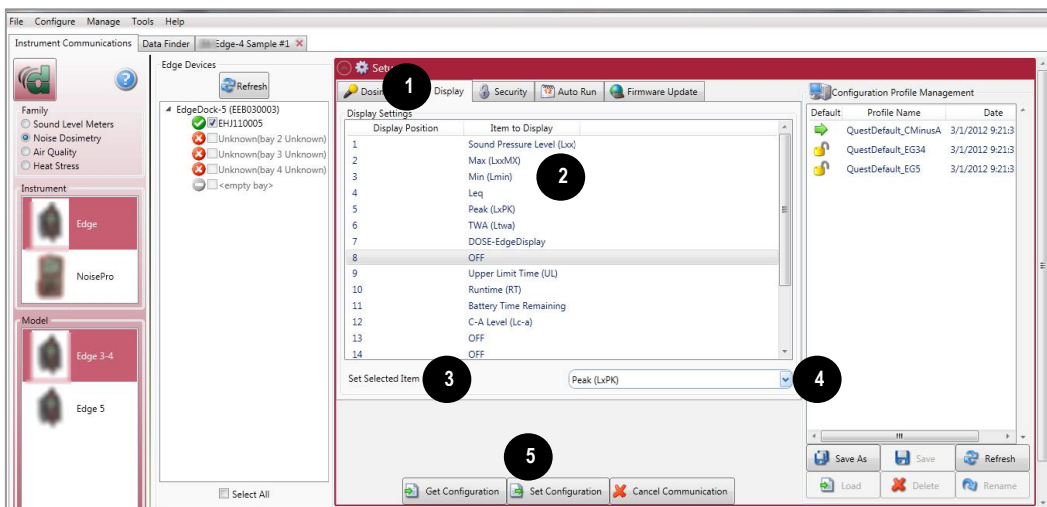 File Configure Manage Tools Help
Instrument Communications Data Finder Edge-4 Sample #1
Family
Sound Level Meters
Noise Dosimetry
Air Quality
Heat Stress
Instrument
Edge
NoisePro
Model
Edge 3-4
Edge 5
Edge Devices
Refresh
EdgeDock-5 (EEB030003)
EHJ110005
Unknown(bay 2 Unknown)
Unknown(bay 3 Unknown)
Unknown(bay 4 Unknown)
<empty bay>
Select All
1
Display Security Auto Run Firmware Update
Display Settings
Display Position Item to Display
1 Sound Pressure Level (Lxx)
2 Max (LxxMX)
3 Min (Lmin)
4 Leq
5 Peak (LxPK)
6 TWA (Ltwa)
7 DOSE-EdgeDisplay
8 OFF
9 Upper Limit Time (UL)
10 Runtime (RT)
11 Battery Time Remaining
12 C-A Level (Lc-a)
13 OFF
14 OFF
2
Set Selected Item 3 Peak (LxPK) 4
5
Get Configuration Set Configuration Cancel Communication
Configuration Profile Management
Default Profile Name Date
QuestDefault_CMinusA 3/1/2012 9:21:3
QuestDefault_EG34 3/1/2012 9:21:3
QuestDefault_EG5 3/1/2012 9:21:3
Save As Save Refresh
Load Delete Rename